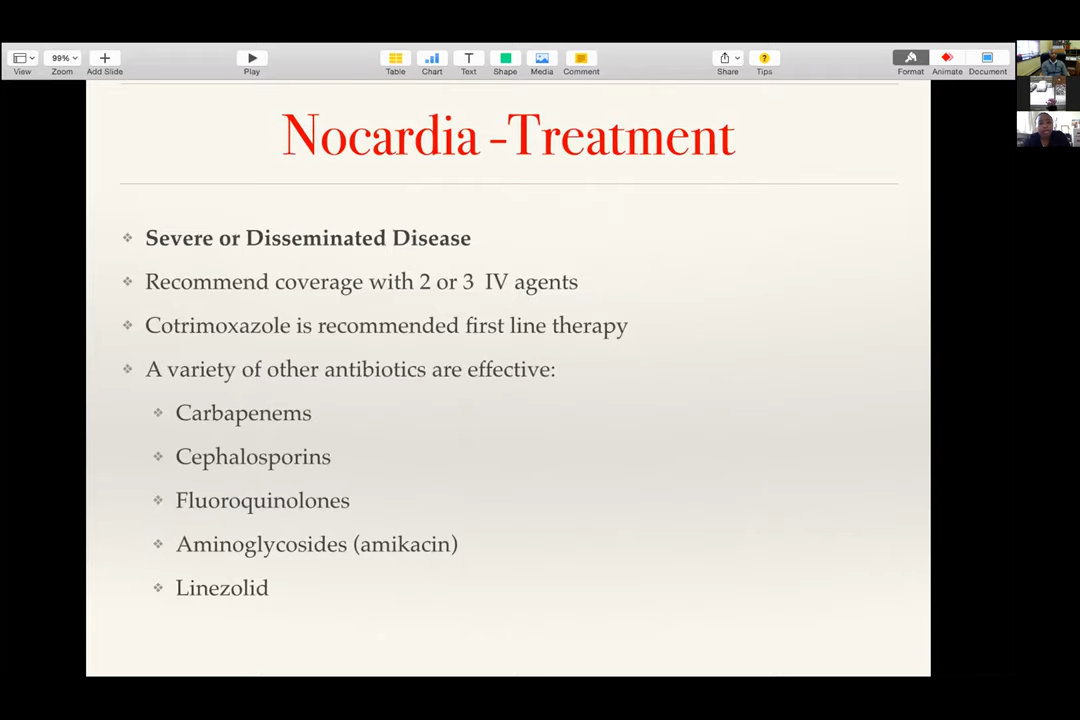 99%
View
Zoom
Add Slide
Play
Table
Chart
T
Text
Shape
Media
Comment
Share
?
Tips
Format
Animate
Document
Nocardia -Treatment
Severe or Disseminated Disease
Recommend coverage with 2 or 3 IV agents
Cotrimoxazole is recommended first line therapy
A variety of other antibiotics are effective:
Carbapenems
Cephalosporins
Fluoroquinolones
Aminoglycosides (amikacin)
Linezolid